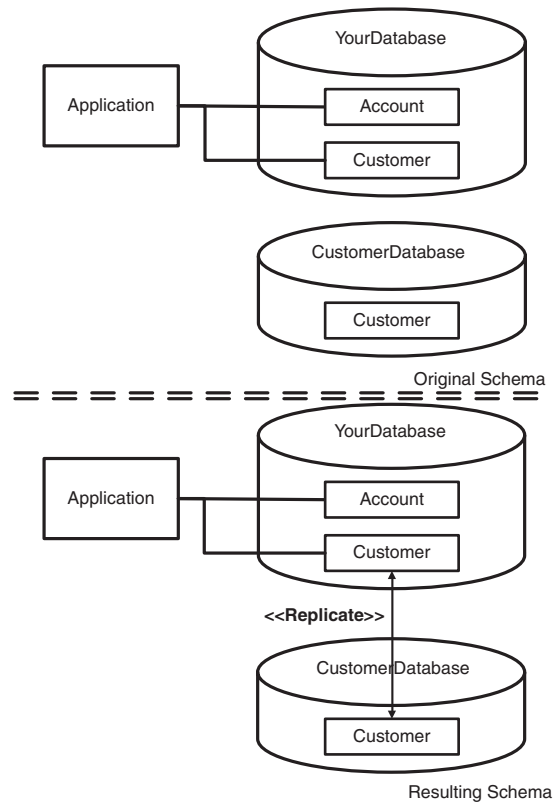 YourDatabase
Application
Account
Customer
CustomerDatabase
Customer
Original Schema
YourDatabase
Application
Account
Customer
<<Replicate>>
CustomerDatabase
Customer
Resulting Schema